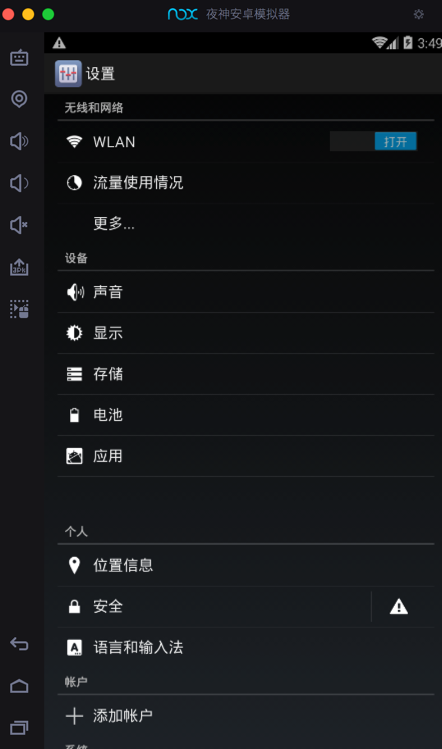 nox 夜神安卓模拟器
3:49
设置
无线和网络
WLAN 打开
流量使用情况
更多...
设备
声音
显示
存储
电池
应用
个人
位置信息
安全
A 语言和输入法
帐户
添加帐户